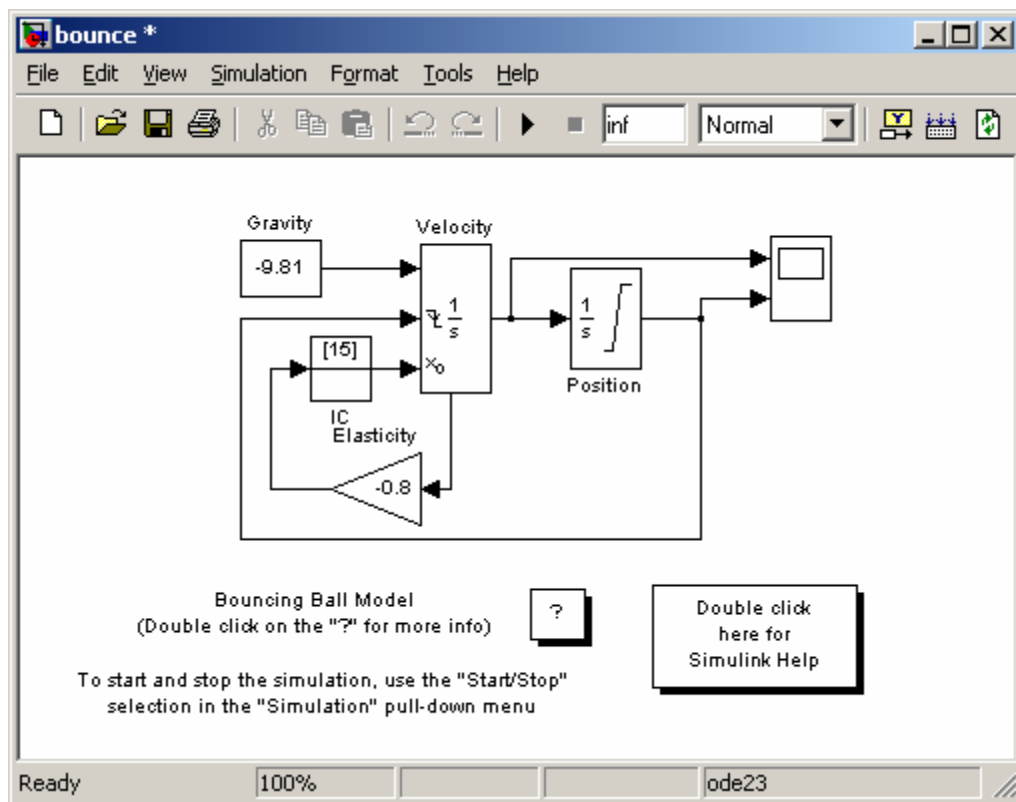 bounce *
File Edit View Simulation Format Tools Help
inf Normal
Gravity
-9.81
Velocity
1
s
x0
[15]
IC
Elasticity
-0.8
1
s
Position
Bouncing Ball Model
(Double click on the "?" for more info)
?
Double click
here for
Simulink Help
To start and stop the simulation, use the "Start/Stop"
selection in the "Simulation" pull-down menu
Ready 100% ode23